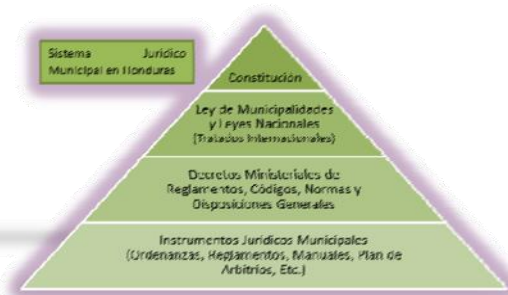 Sistema Jurídico
Municipal en Honduras
Constitución
Ley de Municipalidades
y Leyes Nacionales
(Tratados Internacionales)
Decretos Ministeriales de
Reglamentos, Códigos, Normas y
Disposiciones Generales
Instrumentos Jurídicos Municipales
(Ordenanzas, Reglamentos, Manuales, Plan de
Arbitrios, Etc.)